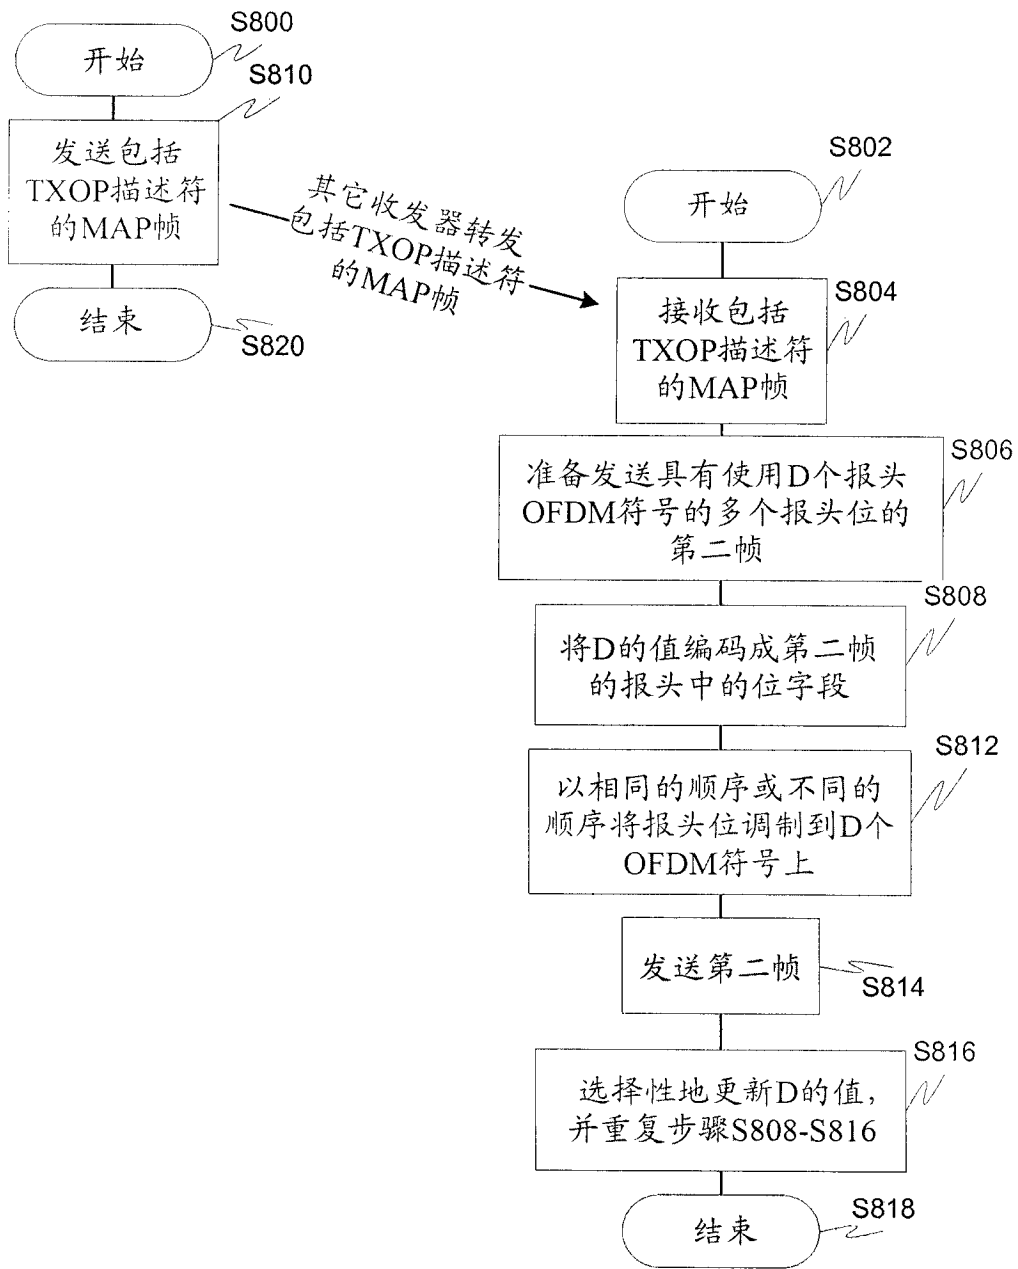 S800
开始
S810
发送包括
TXOP描述符
的MAP帧
结束
S820
其它收发器转发
包括TXOP描述符
的MAP帧
S802
开始
S804
接收包括
TXOP描述符
的MAP帧
S806
准备发送具有使用D个报头
OFDM符号的多个报头位的
第二帧
S808
将D的值编码成第二帧
的报头中的位字段
S812
以相同的顺序或不同的
顺序将报头位调制到D个
OFDM符号上
发送第二帧
S814
S816
选择性地更新D的值，
并重复步骤S808-S816
S818
结束